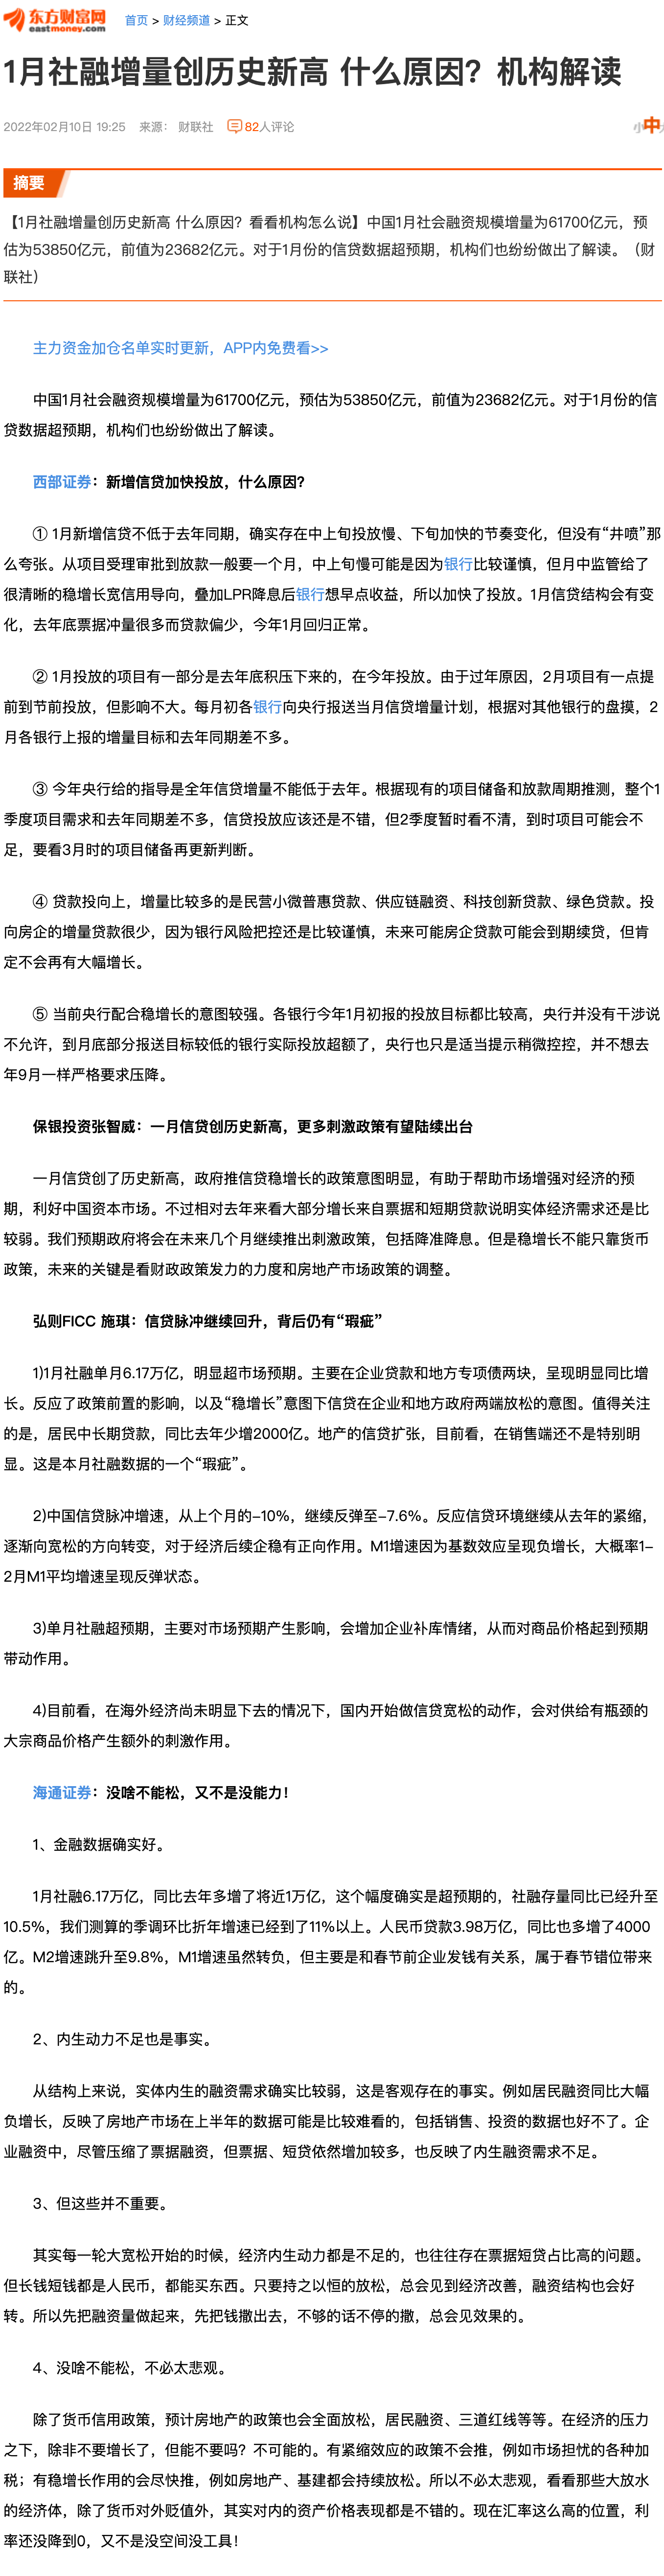 东方财富网
eastmoney.com
首页 > 财经频道 > 正文
1月社融增量创历史新高 什么原因？机构解读
2022年02月10日 19:25 来源： 财联社 82人评论
小 中
摘要
【1月社融增量创历史新高 什么原因？看看机构怎么说】中国1月社会融资规模增量为61700亿元，预
估为53850亿元，前值为23682亿元。对于1月份的信贷数据超预期，机构们也纷纷做出了解读。（财
联社）
主力资金加仓名单实时更新，APP内免费看>>
中国1月社会融资规模增量为61700亿元，预估为53850亿元，前值为23682亿元。对于1月份的信
贷数据超预期，机构们也纷纷做出了解读。
西部证券：新增信贷加快投放，什么原因?
① 1月新增信贷不低于去年同期，确实存在中上旬投放慢、下旬加快的节奏变化，但没有“井喷”那
么夸张。从项目受理审批到放款一般要一个月，中上旬慢可能是因为银行比较谨慎，但月中监管给了
很清晰的稳增长宽信用导向，叠加LPR降息后银行想早点收益，所以加快了投放。1月信贷结构会有变
化，去年底票据冲量很多而贷款偏少，今年1月回归正常。
② 1月投放的项目有一部分是去年底积压下来的，在今年投放。由于过年原因，2月项目有一点提
前到节前投放，但影响不大。每月初各银行向央行报送当月信贷增量计划，根据对其他银行的盘摸，2
月各银行上报的增量目标和去年同期差不多。
③ 今年央行给的指导是全年信贷增量不能低于去年。根据现有的项目储备和放款周期推测，整个1
季度项目需求和去年同期差不多，信贷投放应该还是不错，但2季度暂时看不清，到时项目可能会不
足，要看3月时的项目储备再更新判断。
④ 贷款投向上，增量比较多的是民营小微普惠贷款、供应链融资、科技创新贷款、绿色贷款。投
向房企的增量贷款很少，因为银行风险把控还是比较谨慎，未来可能房企贷款可能会到期续贷，但肯
定不会再有大幅增长。
⑤ 当前央行配合稳增长的意图较强。各银行今年1月初报的投放目标都比较高，央行并没有干涉说
不允许，到月底部分报送目标较低的银行实际投放超额了，央行也只是适当提示稍微控控，并不想去
年9月一样严格要求压降。
保银投资张智威：一月信贷创历史新高，更多刺激政策有望陆续出台
一月信贷创了历史新高，政府推信贷稳增长的政策意图明显，有助于帮助市场增强对经济的预
期，利好中国资本市场。不过相对去年来看大部分增长来自票据和短期贷款说明实体经济需求还是比
较弱。我们预期政府将会在未来几个月继续推出刺激政策，包括降准降息。但是稳增长不能只靠货币
政策，未来的关键是看财政政策发力的力度和房地产市场政策的调整。
弘则FICC 施琪：信贷脉冲继续回升，背后仍有“瑕疵”
1)1月社融单月6.17万亿，明显超市场预期。主要在企业贷款和地方专项债两块，呈现明显同比增
长。反应了政策前置的影响，以及“稳增长”意图下信贷在企业和地方政府两端放松的意图。值得关注
的是，居民中长期贷款，同比去年少增2000亿。地产的信贷扩张，目前看，在销售端还不是特别明
显。这是本月社融数据的一个“瑕疵”。
2)中国信贷脉冲增速，从上个月的-10%，继续反弹至-7.6%。反应信贷环境继续从去年的紧缩，
逐渐向宽松的方向转变，对于经济后续企稳有正向作用。M1增速因为基数效应呈现负增长，大概率1-
2月M1平均增速呈现反弹状态。
3)单月社融超预期，主要对市场预期产生影响，会增加企业补库情绪，从而对商品价格起到预期
带动作用。
4)目前看，在海外经济尚未明显下去的情况下，国内开始做信贷宽松的动作，会对供给有瓶颈的
大宗商品价格产生额外的刺激作用。
海通证券：没啥不能松，又不是没能力！
1、金融数据确实好。
1月社融6.17万亿，同比去年多增了将近1万亿，这个幅度确实是超预期的，社融存量同比已经升至
10.5%，我们测算的季调环比折年增速已经到了11%以上。人民币贷款3.98万亿，同比也多增了4000
亿。M2增速跳升至9.8%，M1增速虽然转负，但主要是和春节前企业发钱有关系，属于春节错位带来
的。
2、内生动力不足也是事实。
从结构上来说，实体内生的融资需求确实比较弱，这是客观存在的事实。例如居民融资同比大幅
负增长，反映了房地产市场在上半年的数据可能是比较难看的，包括销售、投资的数据也好不了。企
业融资中，尽管压缩了票据融资，但票据、短贷依然增加较多，也反映了内生融资需求不足。
3、但这些并不重要。
其实每一轮大宽松开始的时候，经济内生动力都是不足的，也往往存在票据短贷占比高的问题。
但长钱短钱都是人民币，都能买东西。只要持之以恒的放松，总会见到经济改善，融资结构也会好
转。所以先把融资量做起来，先把钱撒出去，不够的话不停的撒，总会见效果的。
4、没啥不能松，不必太悲观。
除了货币信用政策，预计房地产的政策也会全面放松，居民融资、三道红线等等。在经济的压力
之下，除非不要增长了，但能不要吗？不可能的。有紧缩效应的政策不会推，例如市场担忧的各种加
税；有稳增长作用的会尽快推，例如房地产、基建都会持续放松。所以不必太悲观，看看那些大放水
的经济体，除了货币对外贬值外，其实对内的资产价格表现都是不错的。现在汇率这么高的位置，利
率还没降到0，又不是没空间没工具！